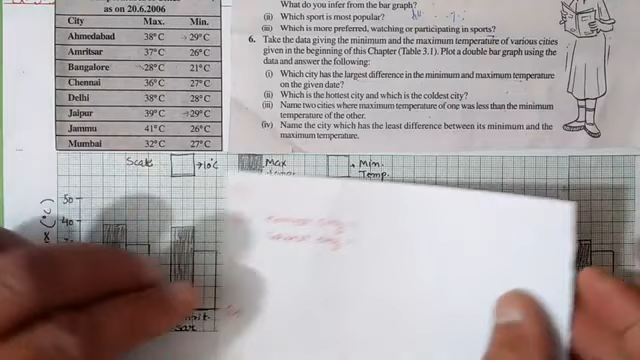 as on 20.6.2006
City Max. Min.
Ahmedabad 38°C 29°C
Amritsar 37°C 26°C
Bangalore 28°C 21°C
Chennai 36°C 27°C
Delhi 38°C 28°C
Jaipur 39°C 29°C
Jammu 41°C 26°C
Mumbai 32°C 27°C
What do you infer from the bar graph?
(ii) Which sport is most popular?
(iii) Which is more preferred, watching or participating in sports?
6. Take the data giving the minimum and the maximum temperature of various cities
given in the beginning of this Chapter (Table 3.1). Plot a double bar graph using the
data and answer the following:
(i) Which city has the largest difference in the minimum and maximum temperature
on the given date?
(ii) Which is the hottest city and which is the coldest city?
(iii) Name two cities where maximum temperature of one was less than the minimum
temperature of the other.
(iv) Name the city which has the least difference between its minimum and the
maximum temperature.
Scale → 10°C Max Min.
Temp.
50
40
(°C)
sar